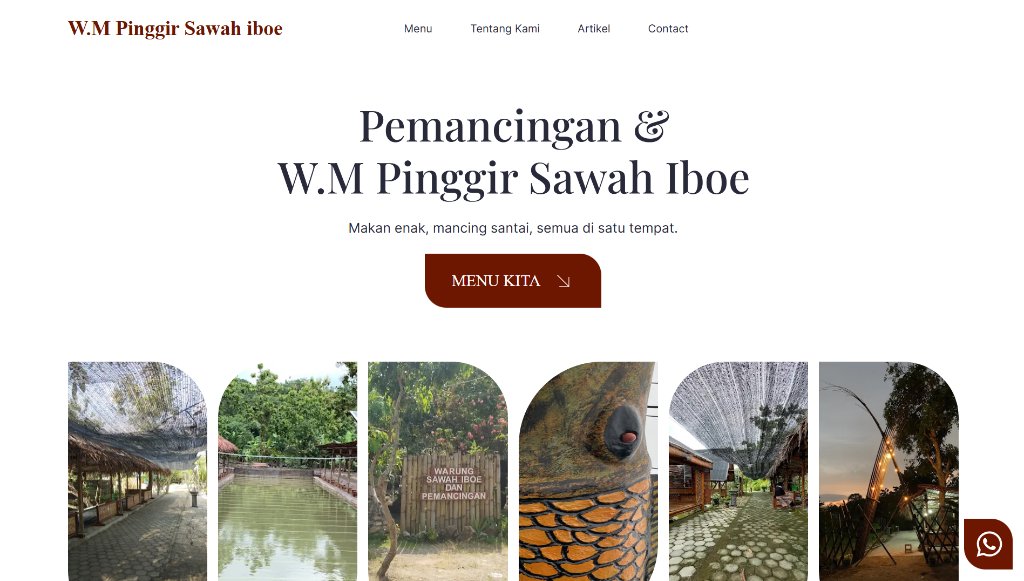 W.M Pinggir Sawah iboe
Menu
Tentang Kami
Artikel
Contact
Pemancingan &
W.M Pinggir Sawah Iboe
Makan enak, mancing santai, semua di satu tempat.
MENU KITA
WARUNG
SAWAH IBOE
DAN
PEMANCINGAN